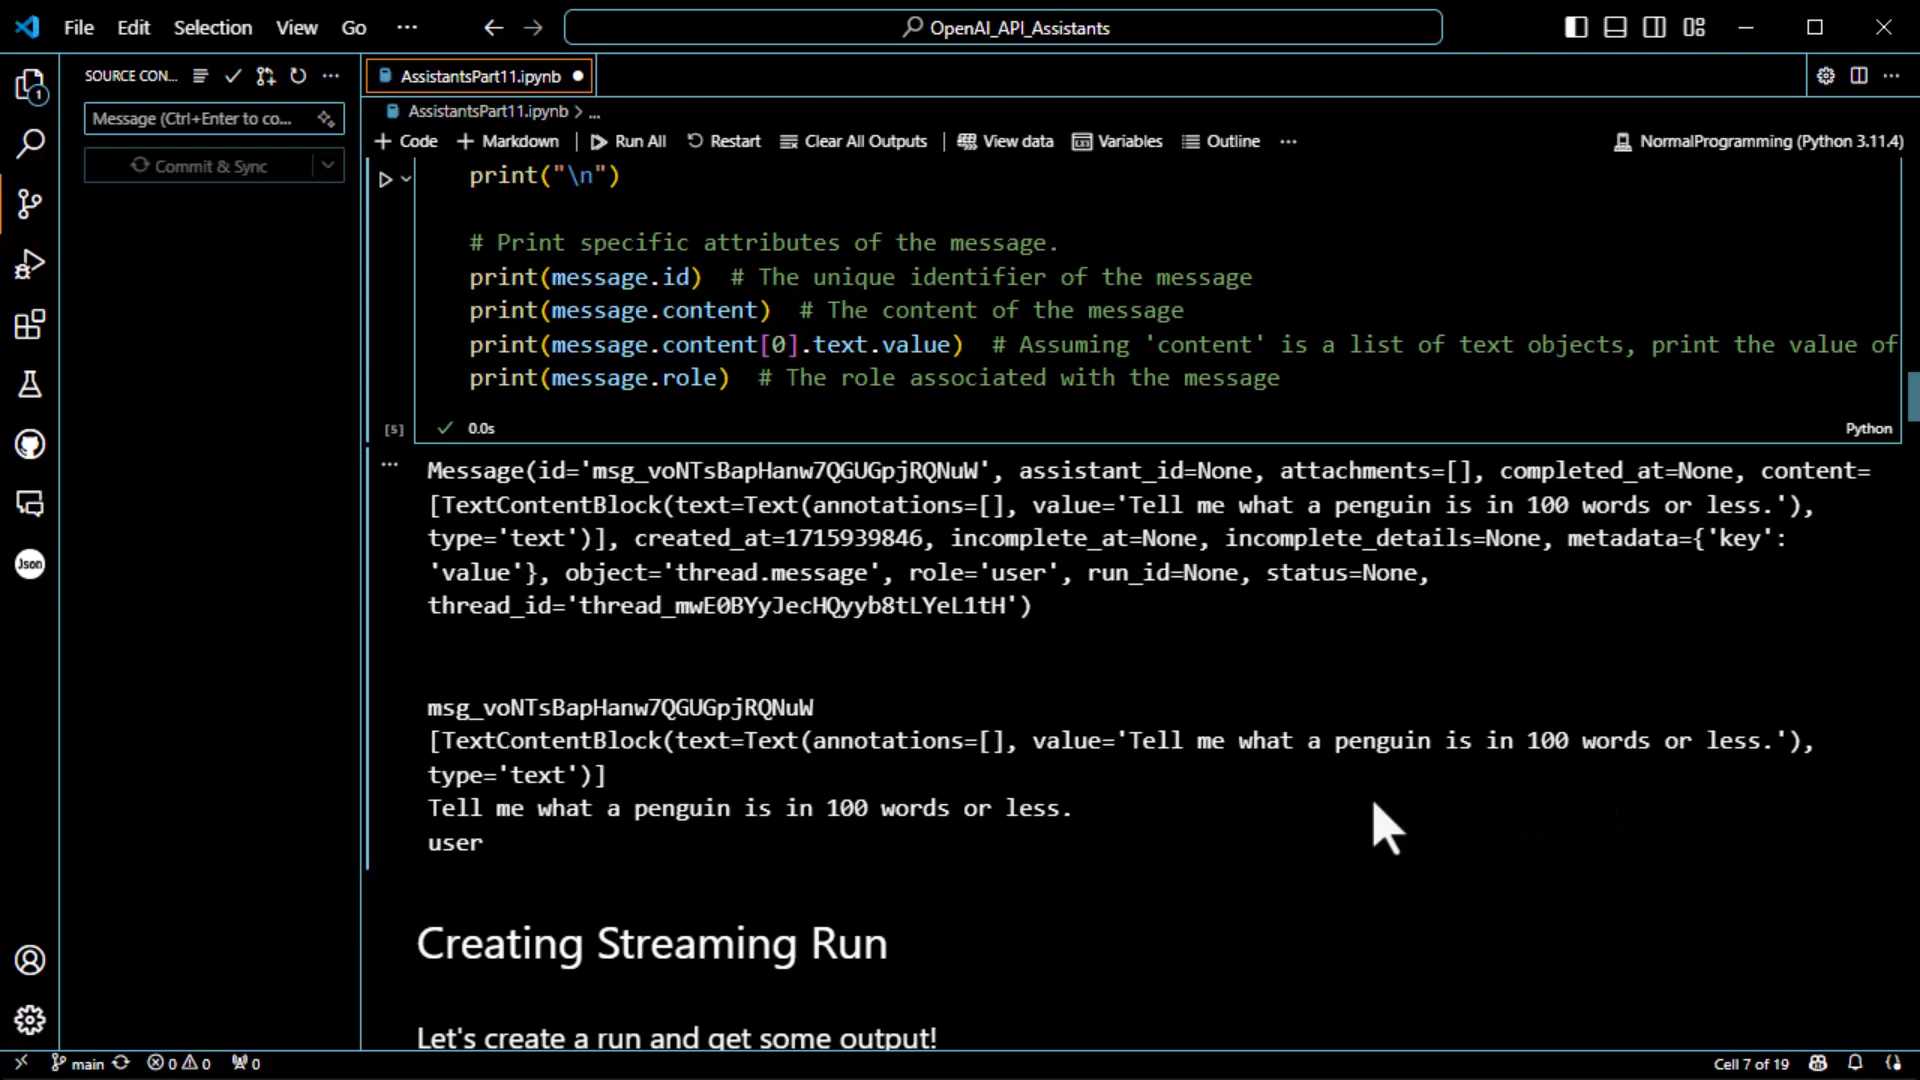 File Edit Selection View Go ··· OpenAI_API_Assistants
SOURCE CON... AssistantsPart11.ipynb
Message (Ctrl+Enter to co...
Commit & Sync
AssistantsPart11.ipynb > ...
+ Code + Markdown Run All Restart Clear All Outputs View data Variables Outline ··· NormalProgramming (Python 3.11.4)
print("\n")
# Print specific attributes of the message.
print(message.id)  # The unique identifier of the message
print(message.content)  # The content of the message
print(message.content[0].text.value)  # Assuming 'content' is a list of text objects, print the value of
print(message.role)  # The role associated with the message
[5] 0.0s Python
Message(id='msg_voNTsBapHanw7QGUGpjRQNuW', assistant_id=None, attachments=[], completed_at=None, content=
[TextContentBlock(text=Text(annotations=[], value='Tell me what a penguin is in 100 words or less.'),
type='text')], created_at=1715939846, incomplete_at=None, incomplete_details=None, metadata={'key':
'value'}, object='thread.message', role='user', run_id=None, status=None,
thread_id='thread_mwE0BYyJecHQyyb8tLYeL1tH')
msg_voNTsBapHanw7QGUGpjRQNuW
[TextContentBlock(text=Text(annotations=[], value='Tell me what a penguin is in 100 words or less.'),
type='text')]
Tell me what a penguin is in 100 words or less.
user
Creating Streaming Run
Let's create a run and get some output!
1
Json
main 0 0 0 Cell 7 of 19